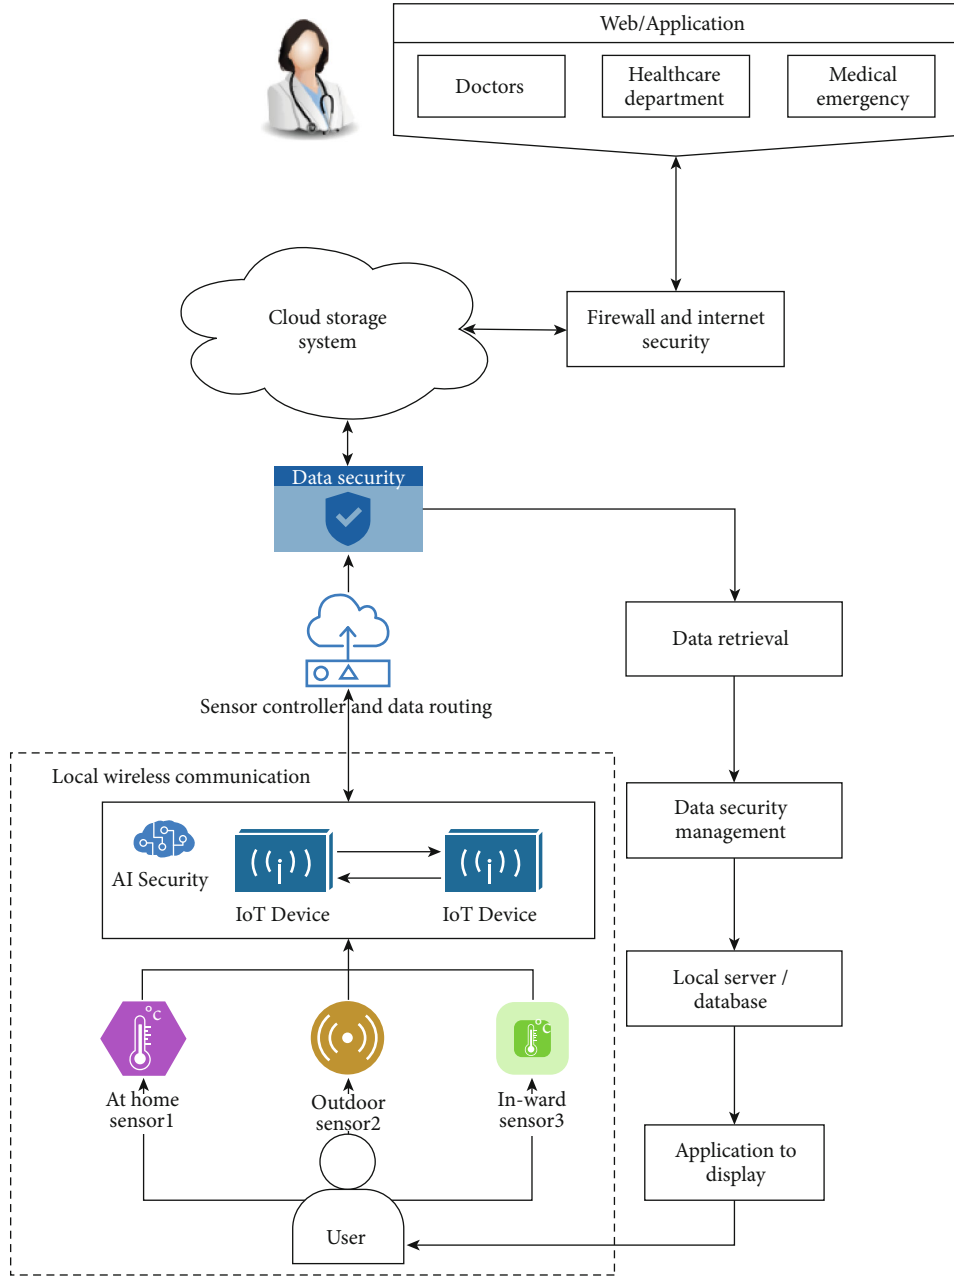 Web/Application
Doctors
Healthcare
department
Medical
emergency
Cloud storage
system
Firewall and internet
security
Data security
Data retrieval
Sensor controller and data routing
Local wireless communication
Data security
management
AI Security
IoT Device
IoT Device
Local server /
database
°C
°C
At home
sensor1
Outdoor
sensor2
In-ward
sensor3
Application to
display
User